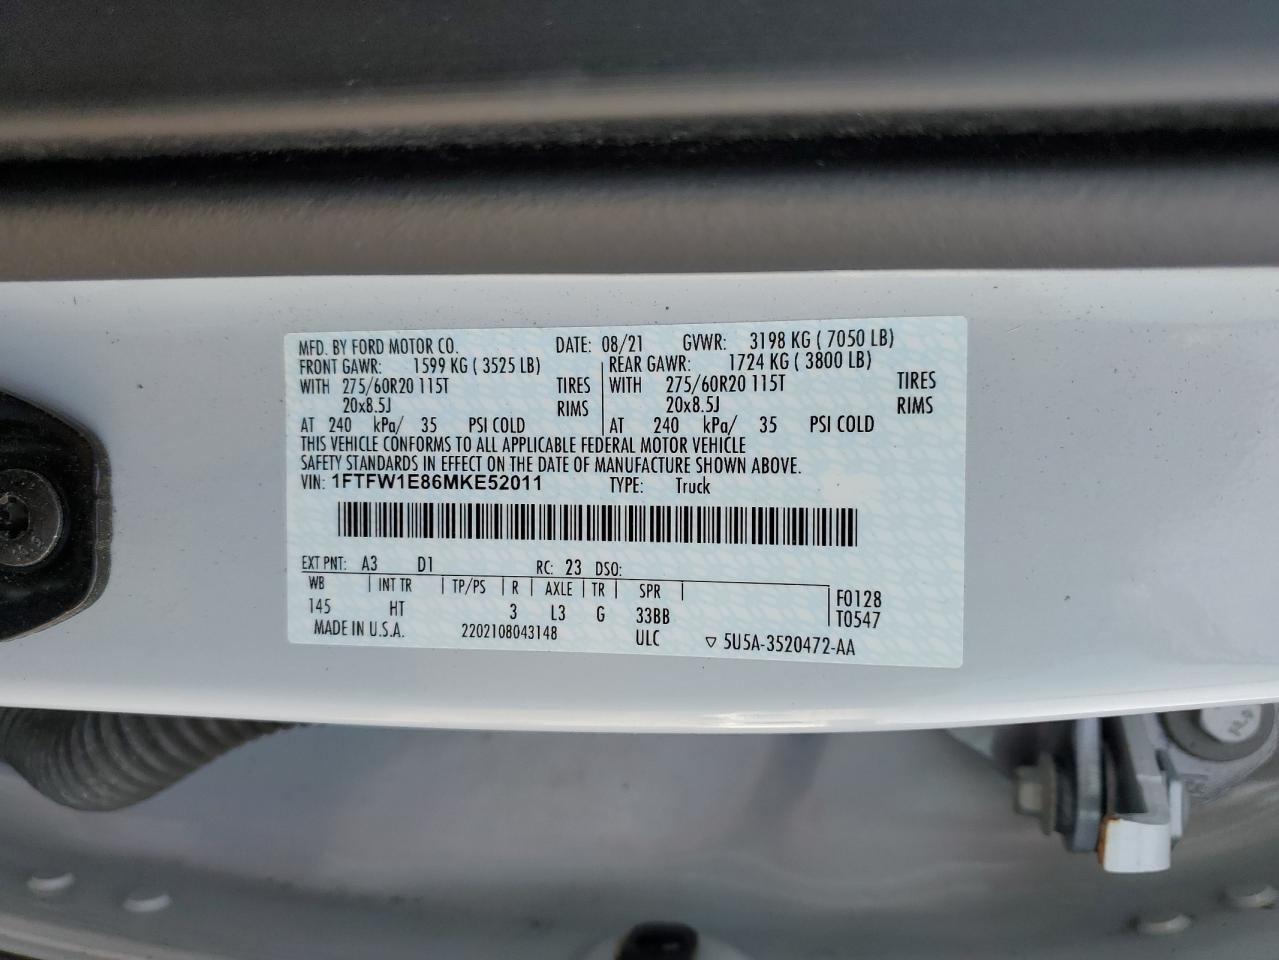 MFD. BY FORD MOTOR CO. DATE: 08/21 GVWR: 3198 KG ( 7050 LB)
FRONT GAWR: 1599 KG ( 3525 LB) REAR GAWR: 1724 KG ( 3800 LB)
WITH 275/60R20 115T TIRES WITH 275/60R20 115T TIRES
20x8.5J RIMS 20x8.5J RIMS
AT 240 kPa/ 35 PSI COLD AT 240 kPa/ 35 PSI COLD
THIS VEHICLE CONFORMS TO ALL APPLICABLE FEDERAL MOTOR VEHICLE
SAFETY STANDARDS IN EFFECT ON THE DATE OF MANUFACTURE SHOWN ABOVE.
VIN: 1FTFW1E86MKE52011 TYPE: Truck
EXT PNT: A3 D1 RC: 23 DSO:
WB INT TR TP/PS R AXLE TR SPR F0128
145 HT 3 L3 G 33BB T0547
MADE IN U.S.A. 2202108043148 ULC ▽ 5U5A-3520472-AA